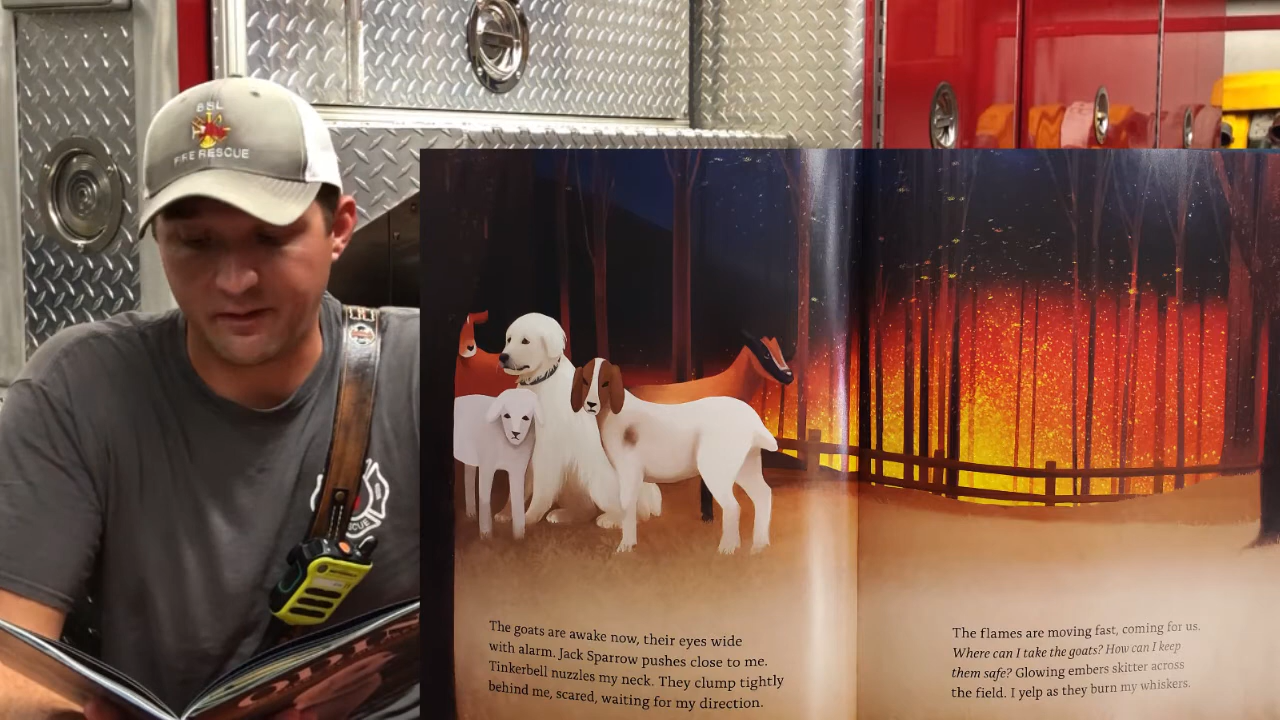 BSL
FIRE RESCUE
The goats are awake now, their eyes wide
with alarm. Jack Sparrow pushes close to me.
Tinkerbell nuzzles my neck. They clump tightly
behind me, scared, waiting for my direction.
The flames are moving fast, coming for us.
Where can I take the goats? How can I keep
them safe? Glowing embers skitter across
the field. I yelp as they burn my whiskers.